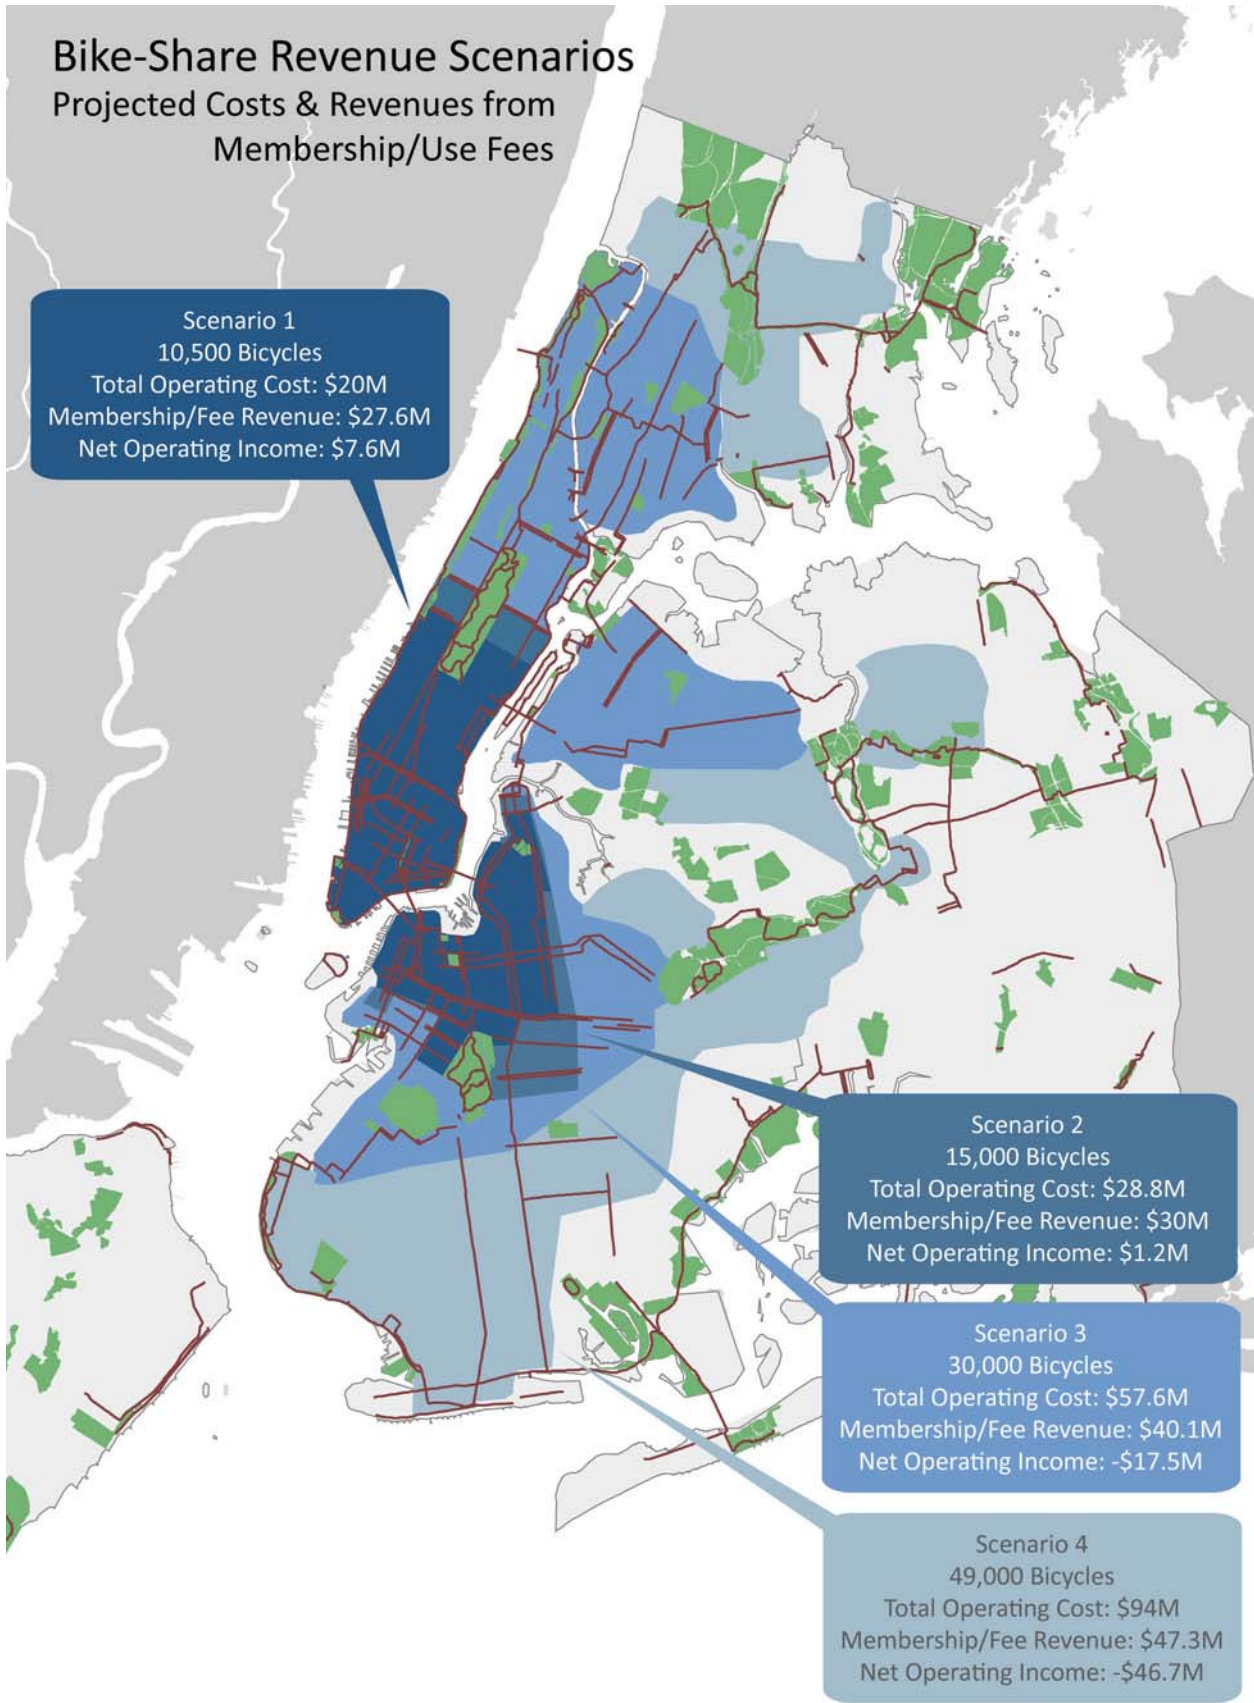 Bike-Share Revenue Scenarios
Projected Costs & Revenues from
Membership/Use Fees
Scenario 1
10,500 Bicycles
Total Operating Cost: $20M
Membership/Fee Revenue: $27.6M
Net Operating Income: $7.6M
Scenario 2
15,000 Bicycles
Total Operating Cost: $28.8M
Membership/Fee Revenue: $30M
Net Operating Income: $1.2M
Scenario 3
30,000 Bicycles
Total Operating Cost: $57.6M
Membership/Fee Revenue: $40.1M
Net Operating Income: -$17.5M
Scenario 4
49,000 Bicycles
Total Operating Cost: $94M
Membership/Fee Revenue: $47.3M
Net Operating Income: -$46.7M